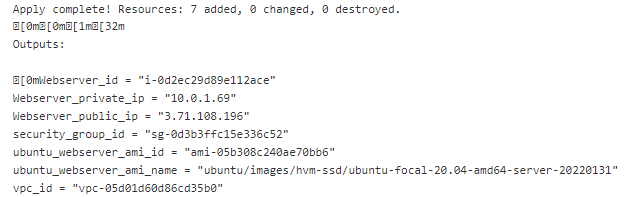 Apply complete! Resources: 7 added, 0 changed, 0 destroyed.
[0m[0m[1m[32m
Outputs:
[0mWebserver_id = "i-0d2ec29d89e112ace"
Webserver_private_ip = "10.0.1.69"
Webserver_public_ip = "3.71.108.196"
security_group_id = "sg-0d3b3ffc15e336c52"
ubuntu_webserver_ami_id = "ami-05b308c240ae70bb6"
ubuntu_webserver_ami_name = "ubuntu/images/hvm-ssd/ubuntu-focal-20.04-amd64-server-20220131"
vpc_id = "vpc-05d01d60d86cd35b0"